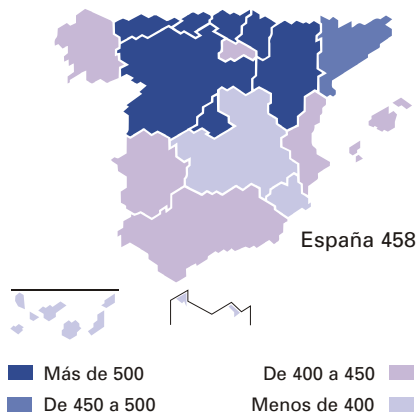 España 458
Más de 500
De 450 a 500
De 400 a 450
Menos de 400